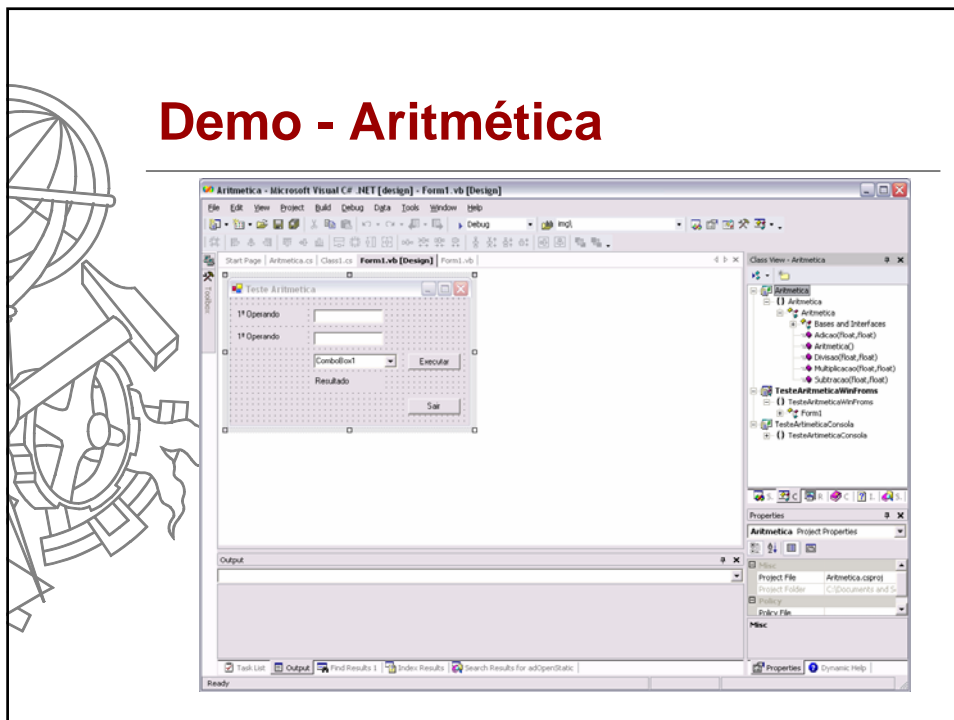 Demo - Aritmética
Aritmetica - Microsoft Visual C# .NET [design] - Form1.vb [Design]
File Edit View Project Build Debug Data Tools Window Help
Debug
imgl
Start Page Aritmetica.cs Class1.cs Form1.vb [Design] Form1.vb
Toolbox
Teste Aritmetica
1º Operando
1º Operando
ComboBox1
Executar
Resultado
Sair
Class View - Aritmetica
Aritmetica
{} Aritmetica
Aritmetica
Bases and Interfaces
Adicao(float,float)
Aritmetica()
Divisao(float,float)
Multiplicacao(float,float)
Subtracao(float,float)
TesteAritmeticaWinFroms
{} TesteAritmeticaWinFroms
Form1
TesteArtimeticaConsola
{} TesteArtimeticaConsola
S. C R C I. S.
Properties
Aritmetica Project Properties
Misc
Project File Aritmetica.csproj
Project Folder C:\Documents and S
Policy
Policy File
Misc
Output
Task List Output Find Results 1 Index Results Search Results for adOpenStatic
Properties Dynamic Help
Ready